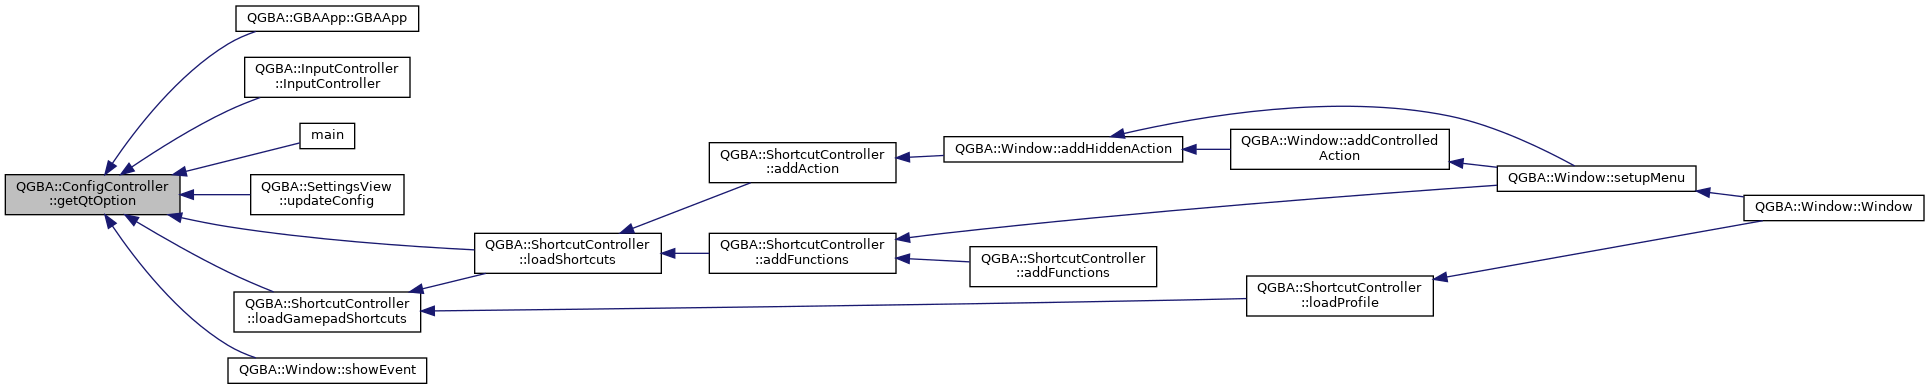 QGBA::GBAApp::GBAApp
QGBA::InputController
::InputController
main
QGBA::ConfigController
::getQtOption
QGBA::SettingsView
::updateConfig
QGBA::ShortcutController
::loadShortcuts
QGBA::ShortcutController
::loadGamepadShortcuts
QGBA::Window::showEvent
QGBA::ShortcutController
::addAction
QGBA::ShortcutController
::addFunctions
QGBA::Window::addHiddenAction
QGBA::ShortcutController
::addFunctions
QGBA::Window::addControlled
Action
QGBA::ShortcutController
::loadProfile
QGBA::Window::setupMenu
QGBA::Window::Window